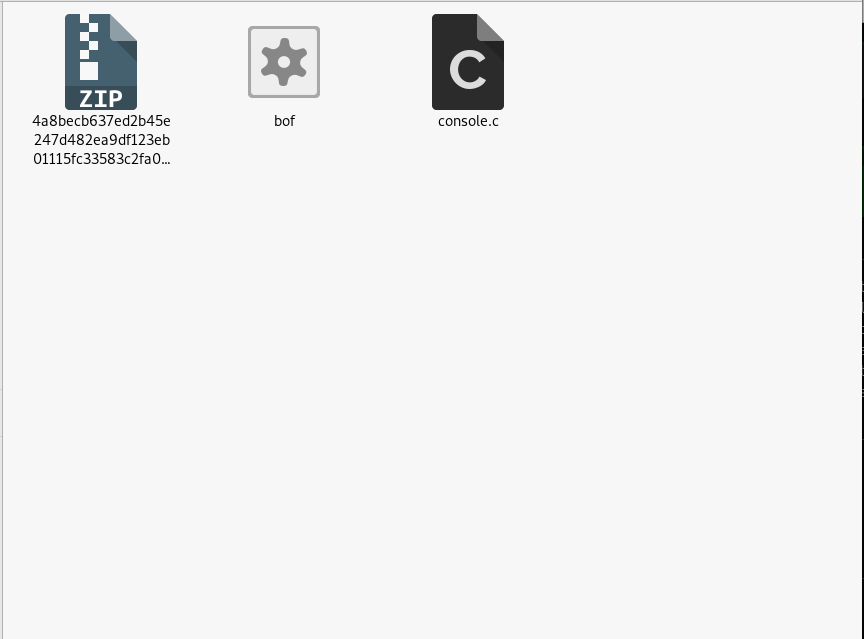 ZIP
4a8becb637ed2b45e
247d482ea9df123eb
01115fc33583c2fa0...
bof
C
console.c